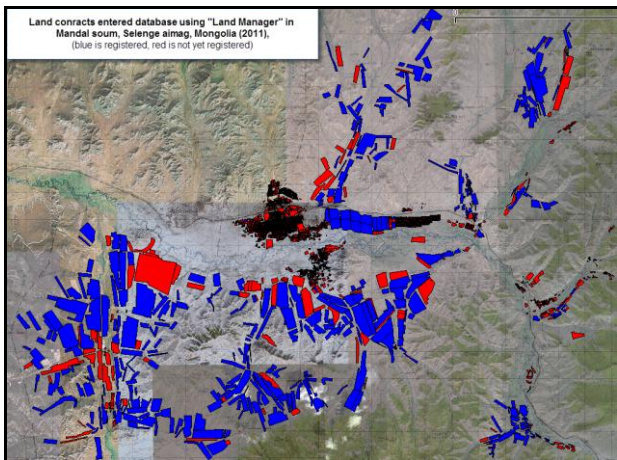 Land conracts entered database using "Land Manager" in
Mandal soum, Selenge aimag, Mongolia (2011),
(blue is registered, red is not yet registered)